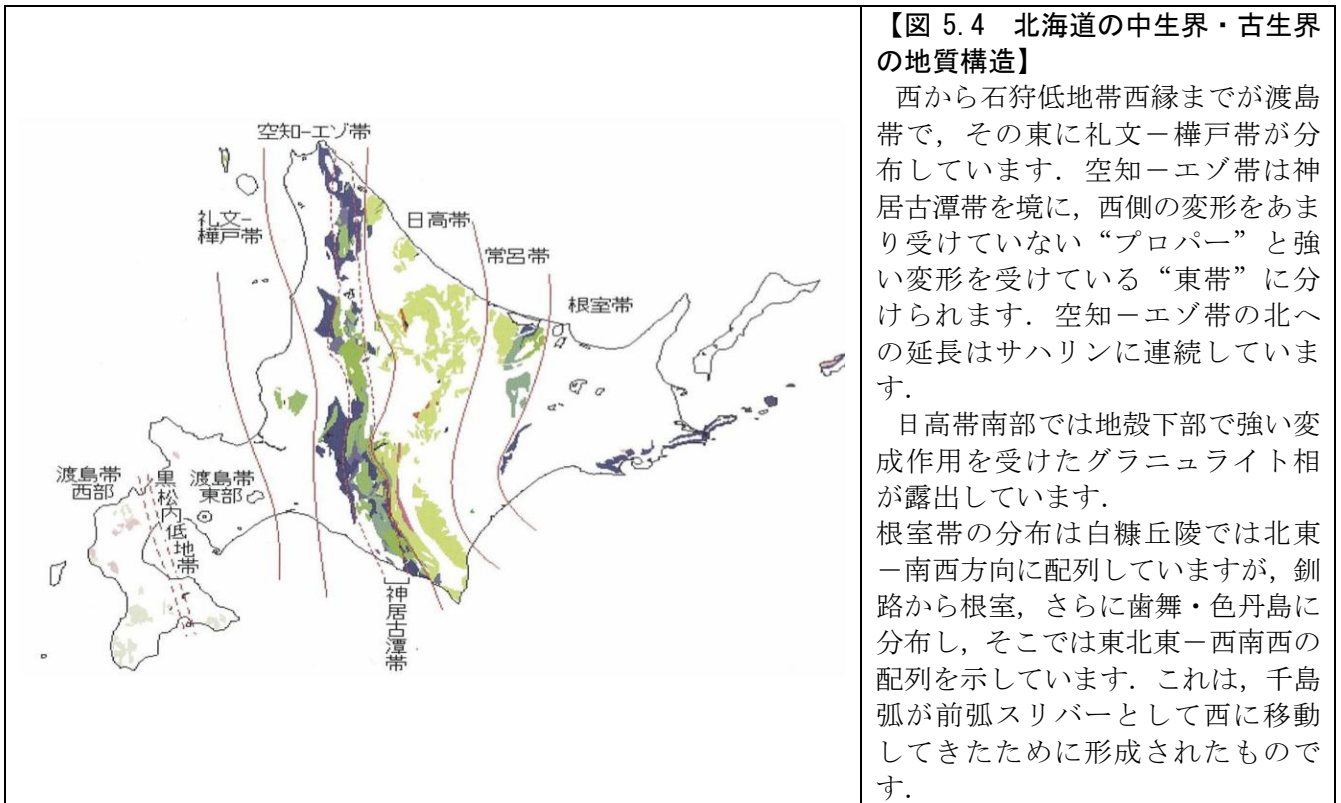 空知-エゾ帯
礼文-
樺戸帯
日高帯
常呂帯
根室帯
渡島帯
西部
黒松内低地帯
渡島帯
東部
神居古潭帯
【図 5.4 北海道の中生界・古生界
の地質構造】
西から石狩低地帯西縁までが渡島
帯で，その東に礼文－樺戸帯が分
布しています．空知－エゾ帯は神
居古潭帯を境に，西側の変形をあま
り受けていない“プロパー”と強
い変形を受けている“東帯”に分
けられます．空知－エゾ帯の北へ
の延長はサハリンに連続していま
す．
日高帯南部では地殻下部で強い変
成作用を受けたグラニュライト相
が露出しています．
根室帯の分布は白糠丘陵では北東
－南西方向に配列していますが，釧
路から根室，さらに歯舞・色丹島に
分布し，そこでは東北東－西南西の
配列を示しています．これは，千島
弧が前弧スリバーとして西に移動
してきたために形成されたもので
す．